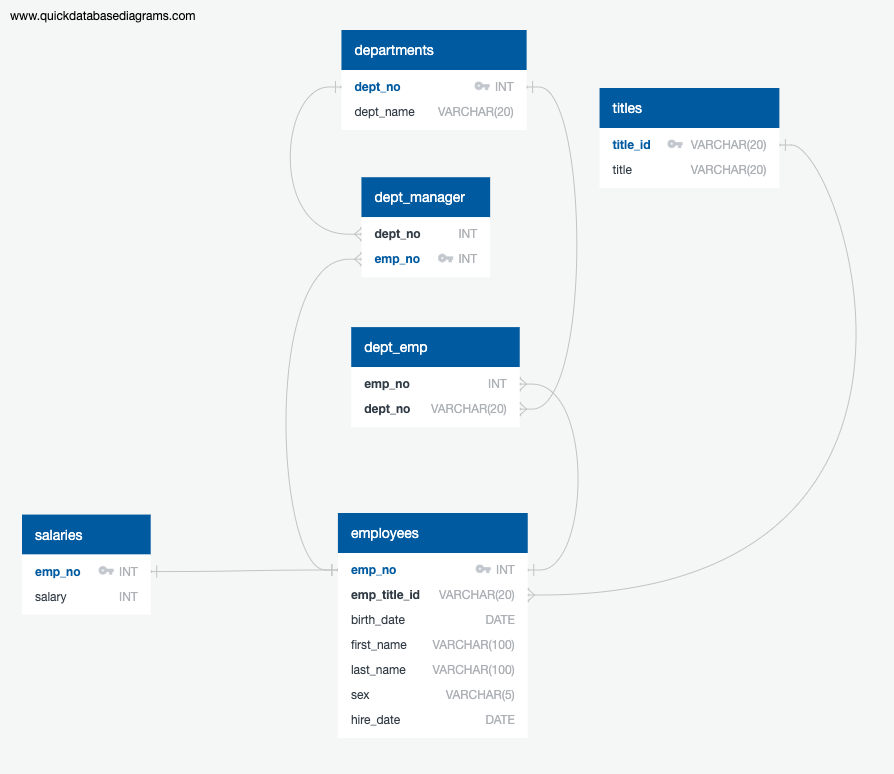 www.quickdatabasediagrams.com
departments
dept_no INT
dept_name VARCHAR(20)
titles
title_id VARCHAR(20)
title VARCHAR(20)
dept_manager
dept_no INT
emp_no INT
dept_emp
emp_no INT
dept_no VARCHAR(20)
salaries
emp_no INT
salary INT
employees
emp_no INT
emp_title_id VARCHAR(20)
birth_date DATE
first_name VARCHAR(100)
last_name VARCHAR(100)
sex VARCHAR(5)
hire_date DATE